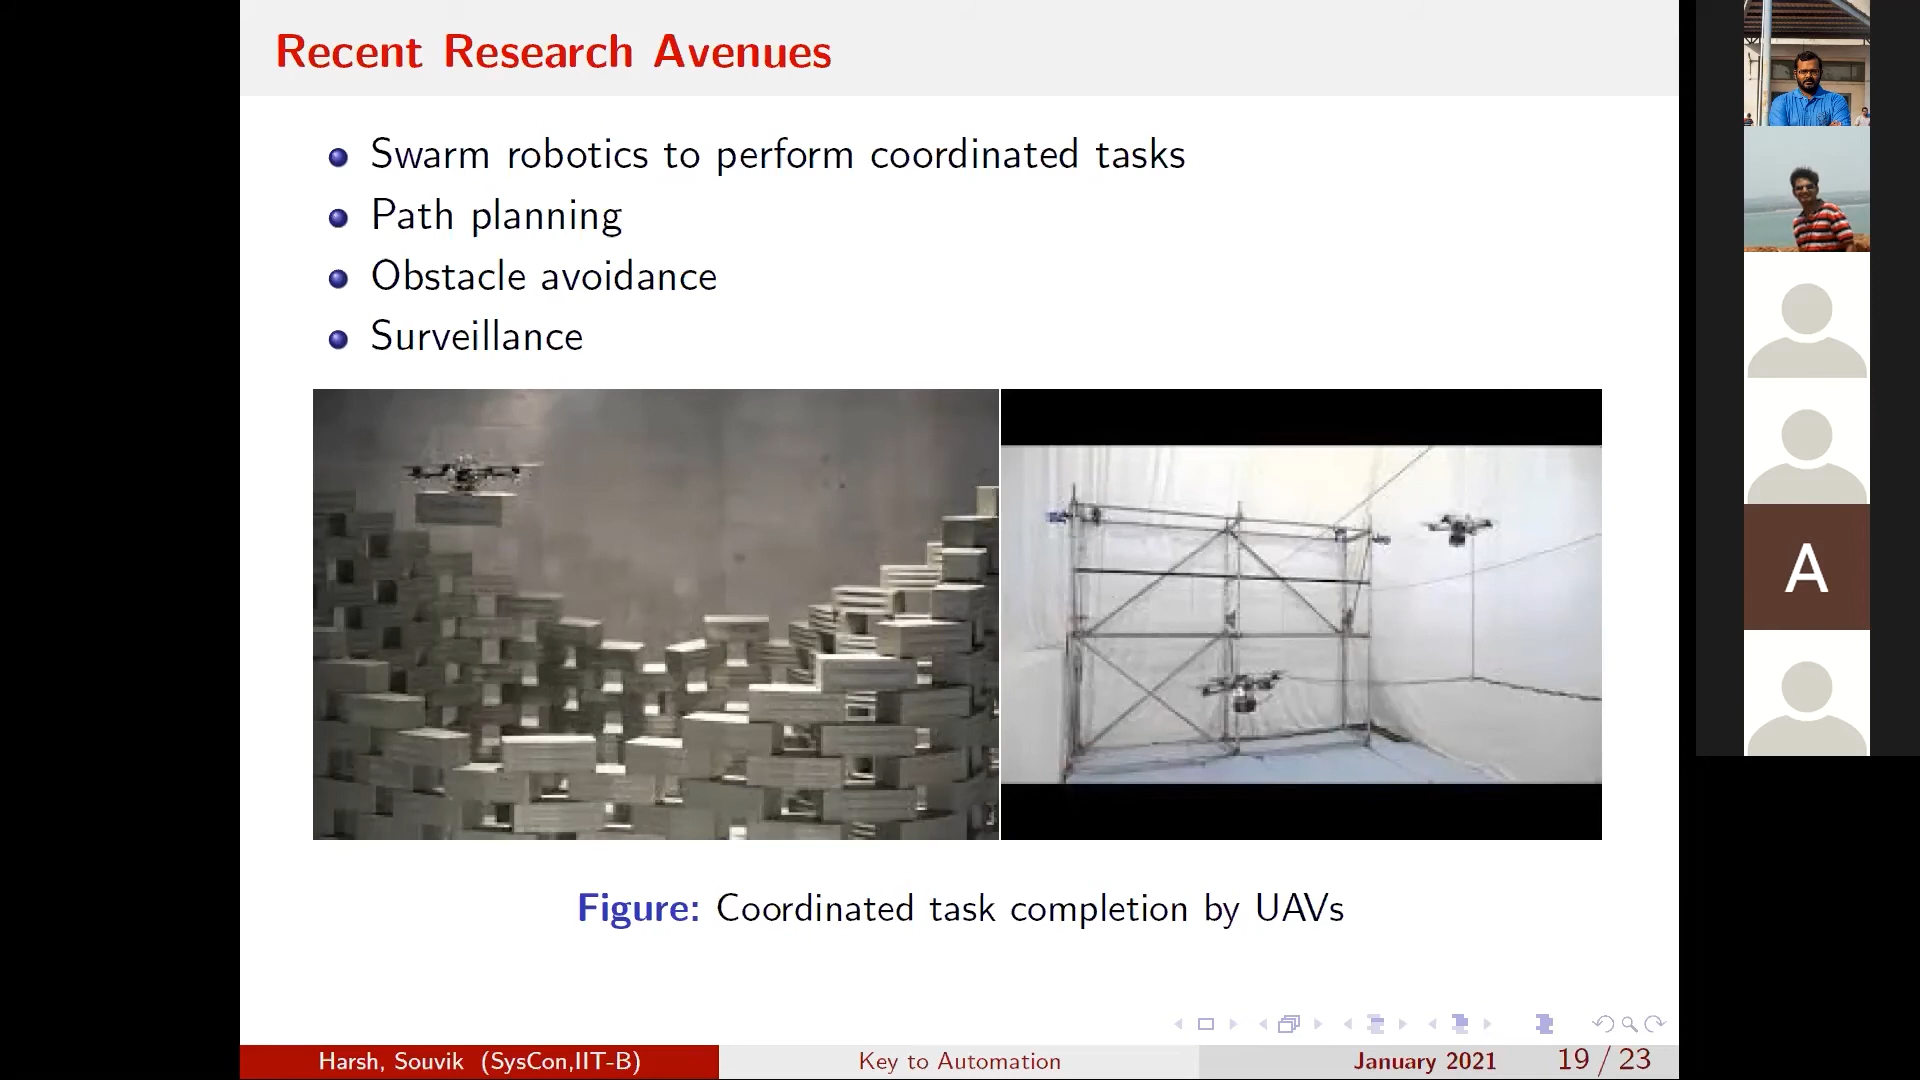 Recent Research Avenues
Swarm robotics to perform coordinated tasks
Path planning
Obstacle avoidance
Surveillance
Figure: Coordinated task completion by UAVs
Harsh, Souvik (SysCon,IIT-B)
Key to Automation
January 2021
19 / 23
A